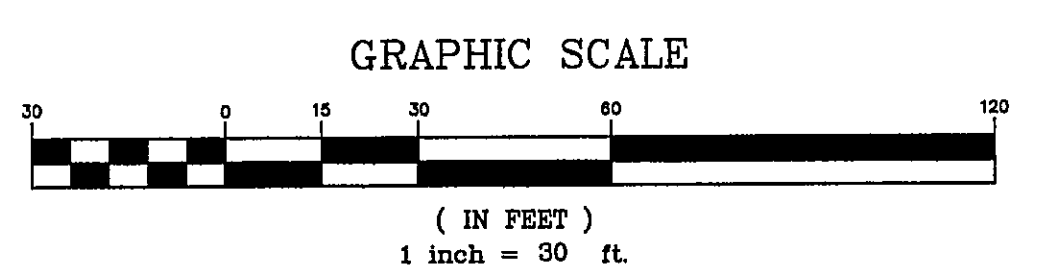 GRAPHIC SCALE
30 0 15 30 60 120
( IN FEET )
1 inch = 30 ft.